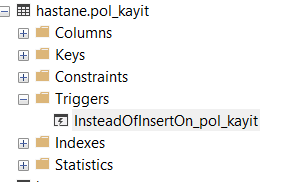 hastane.pol_kayit
Columns
Keys
Constraints
Triggers
InsteadOfInsertOn_pol_kayit
Indexes
Statistics